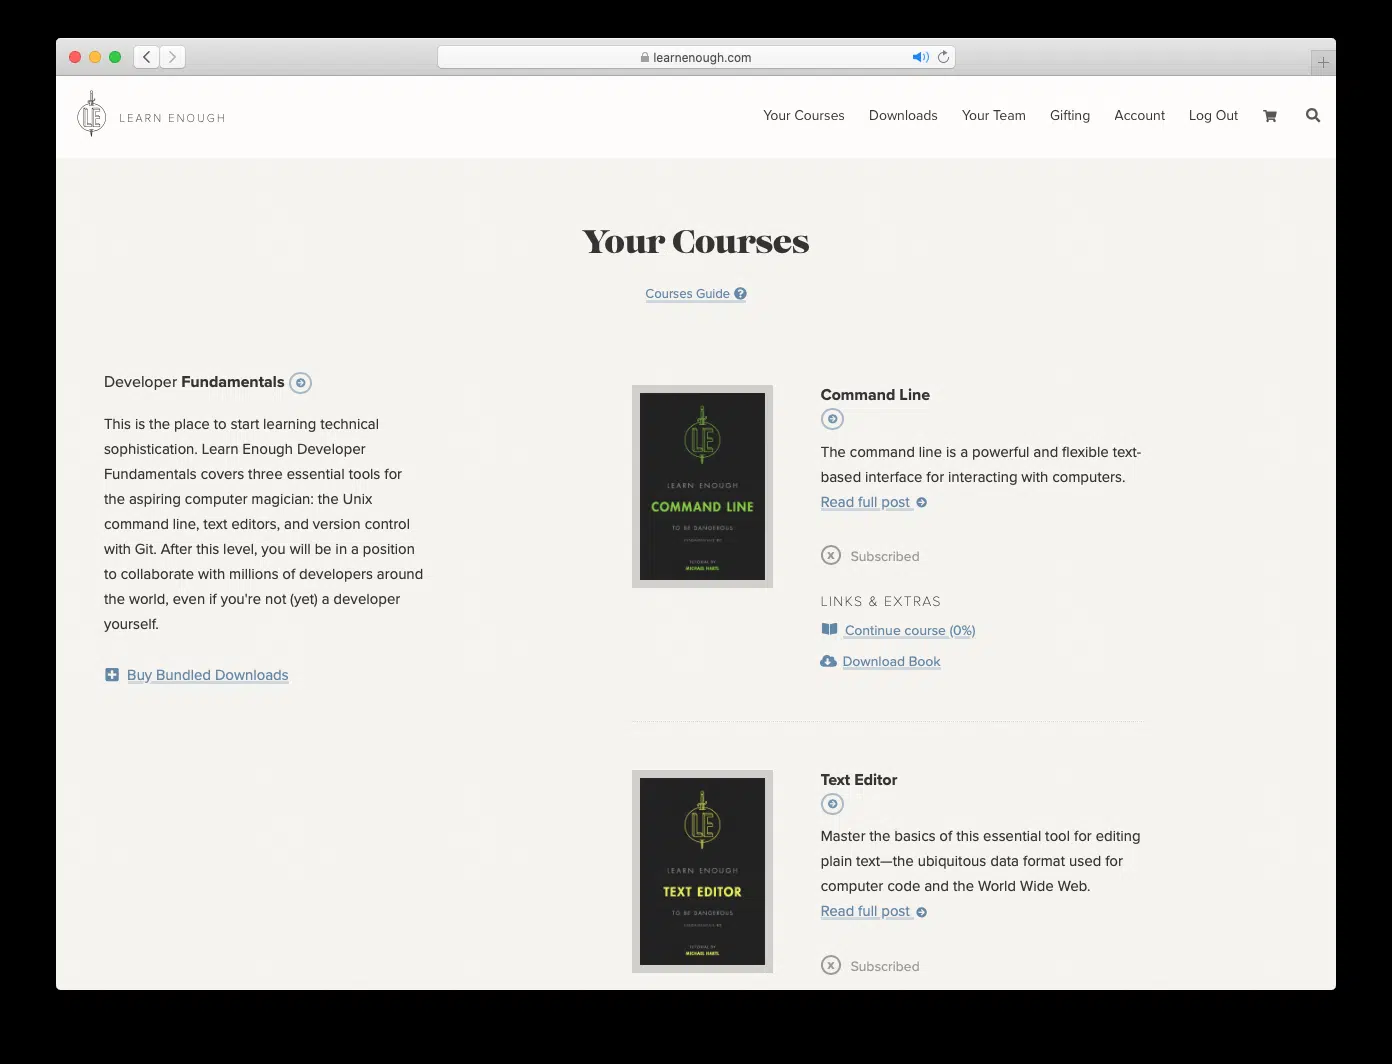 learnenough.com
LE
LEARN ENOUGH
Your Courses
Downloads
Your Team
Gifting
Account
Log Out
Your Courses
Courses Guide
Developer Fundamentals
This is the place to start learning technical
sophistication. Learn Enough Developer
Fundamentals covers three essential tools for
the aspiring computer magician: the Unix
command line, text editors, and version control
with Git. After this level, you will be in a position
to collaborate with millions of developers around
the world, even if you're not (yet) a developer
yourself.
Buy Bundled Downloads
LE
LEARN ENOUGH
COMMAND LINE
TO BE DANGEROUS
TUTORIAL BY
MICHAEL HARTL
Command Line
The command line is a powerful and flexible text-
based interface for interacting with computers.
Read full post
Subscribed
LINKS & EXTRAS
Continue course (0%)
Download Book
LE
LEARN ENOUGH
TEXT EDITOR
TO BE DANGEROUS
TUTORIAL BY
MICHAEL HARTL
Text Editor
Master the basics of this essential tool for editing
plain text—the ubiquitous data format used for
computer code and the World Wide Web.
Read full post
Subscribed